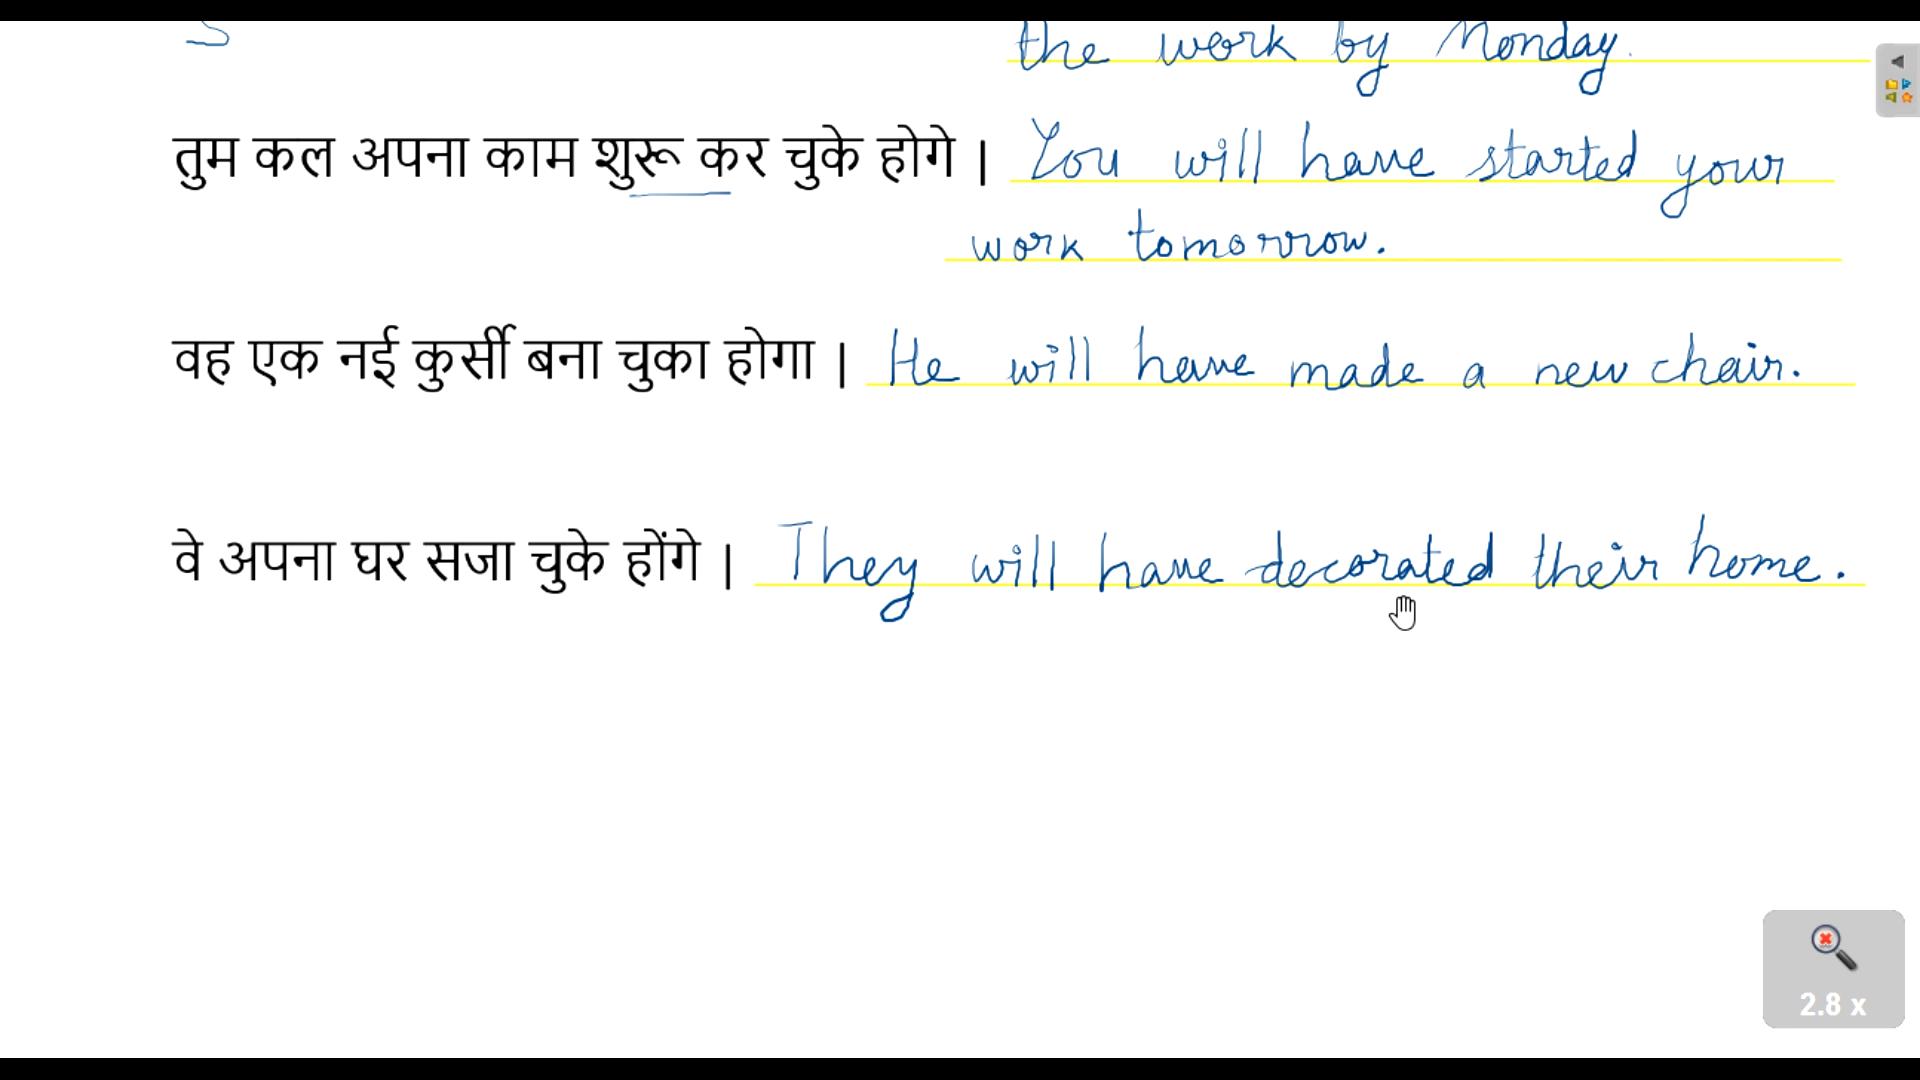 the work by Monday.
तुम कल अपना काम शुरू कर चुके होगे | You will have started your
work tomorrow.
वह एक नई कुर्सी बना चुका होगा | He will have made a new chair.
वे अपना घर सजा चुके होंगे | They will have decorated their home.
2.8 x